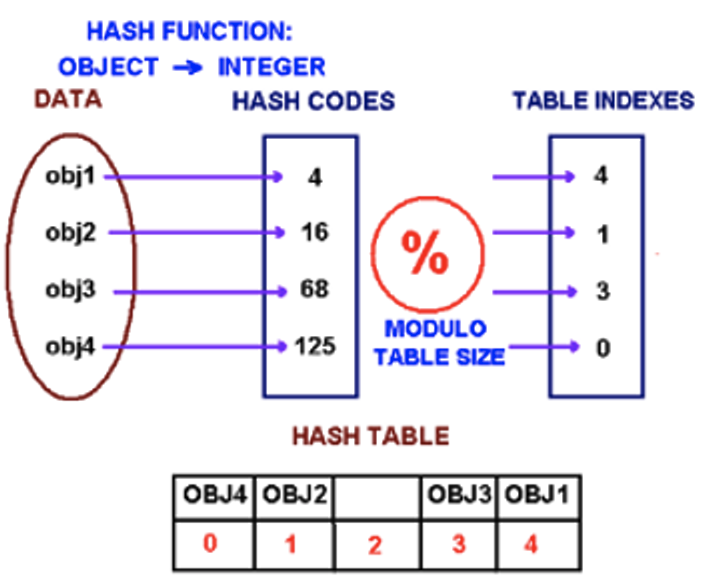 HASH FUNCTION:
OBJECT → INTEGER
DATA HASH CODES TABLE INDEXES
obj1 4 4
obj2 16 1
%
obj3 68 3
MODULO
obj4 125 TABLE SIZE 0
HASH TABLE
OBJ4 OBJ2 OBJ3 OBJ1
0 1 2 3 4